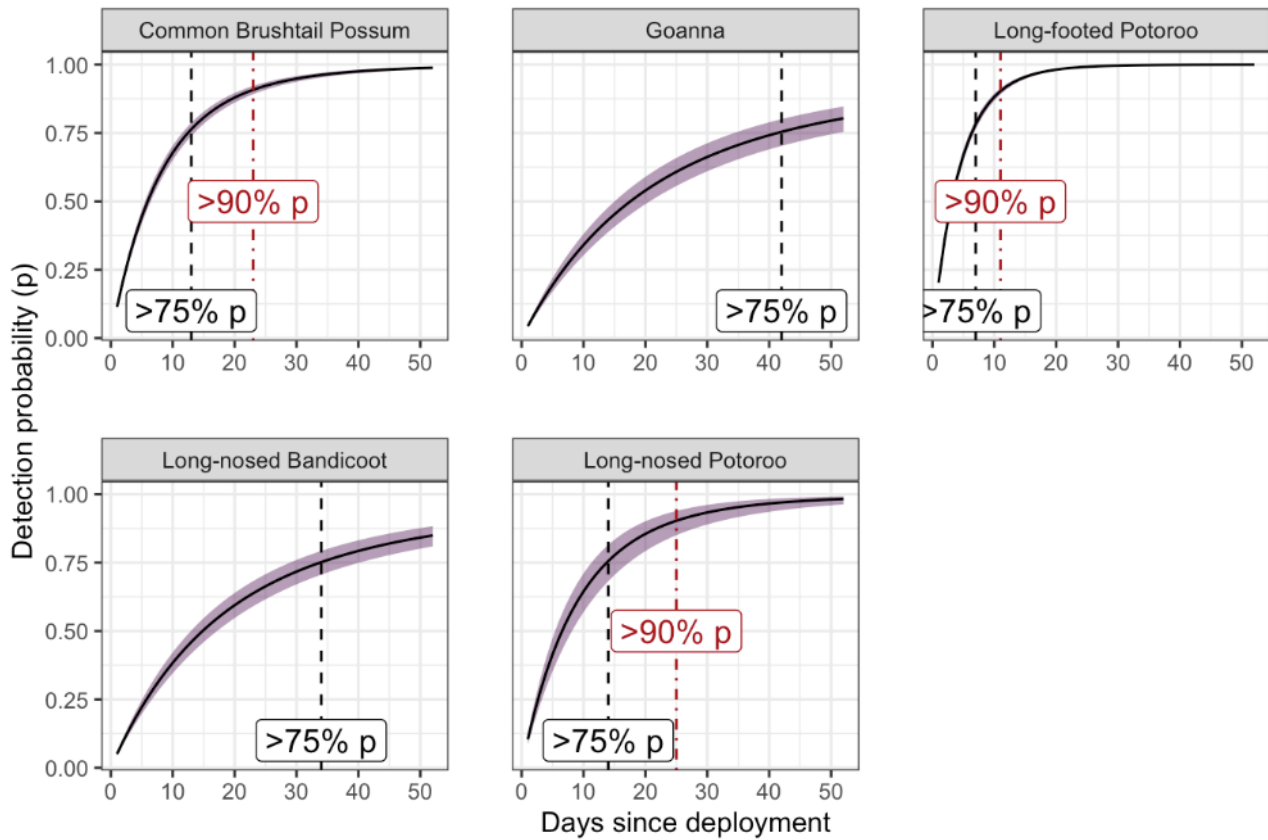 Common Brushtail Possum
Goanna
Long-footed Potoroo
Detection probability (p)
1.00
0.75
0.50
0.25
0.00
>90% p
>75% p
>75% p
>90% p
>75% p
0 10 20 30 40 50
0 10 20 30 40 50
0 10 20 30 40 50
Long-nosed Bandicoot
Long-nosed Potoroo
1.00
0.75
0.50
0.25
0.00
>90% p
>75% p
>75% p
0 10 20 30 40 50
0 10 20 30 40 50
Days since deployment